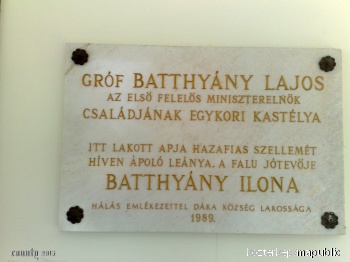 GRÓF BATTHYÁNY LAJOS
AZ ELSŐ FELELŐS MINISZTERELNÖK
CSALÁDJÁNAK EGYKORI KASTÉLYA
ITT LAKOTT APJA HAZAFIAS SZELLEMÉT
HÍVEN ÁPOLÓ LEÁNYA, A FALU JÓTEVŐJE
BATTHYÁNY ILONA
HÁLÁS EMLÉKEZETTEL DÁKA KÖZSÉG LAKOSSÁGA
1989.